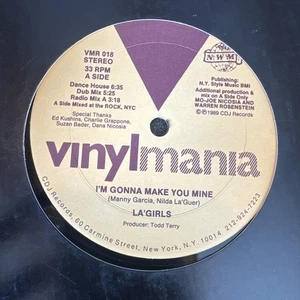 VMR 018
STEREO
33 RPM
A SIDE
Dance House 6:35
Dub Mix 5:25
Radio Mix A 3:18
A Side Mixed at the ROCK, NYC
Special Thanks
Ed Kushins, Charlie Grappone,
Suzan Bader, Dana Nicosia
Publishing:
N.Y. Style Music BMI
Additional production &
mix on A Side Only
MO-JOE NICOSIA AND
WARREN ROSENSTEIN
©℗1989 CDJ Records
vinylmania
I'M GONNA MAKE YOU MINE
(Manny Garcia, Nilda La'Guer)
LA'GIRLS
Producer: Todd Terry
CDJ Records, 60 Carmine Street, New York, N.Y. 10014 212-924-7223